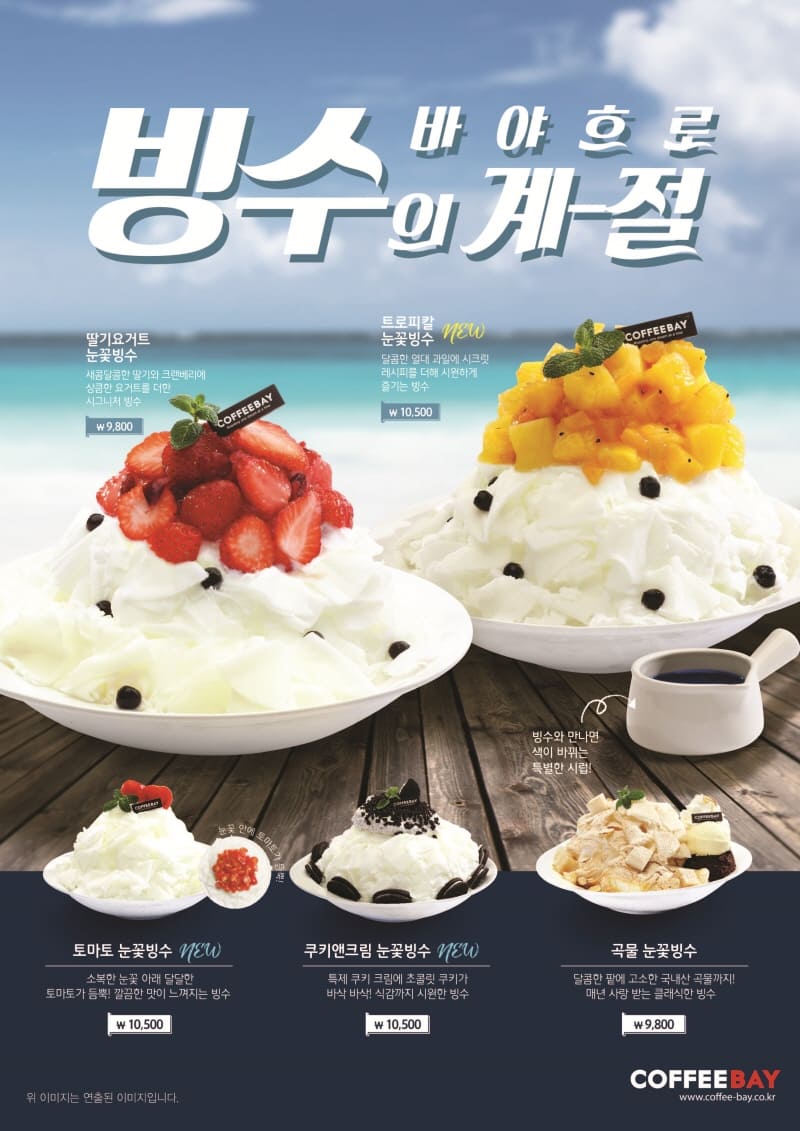 바야흐로
빙수의 계절
딸기요거트
눈꽃빙수
새콤달콤한 딸기와 크랜베리에
상큼한 요거트를 더한
시그니처 빙수
₩ 9,800
트로피칼
눈꽃빙수 NEW
달콤한 열대 과일에 시크릿
레시피를 더해 시원하게
즐기는 빙수
₩ 10,500
COFFEEBAY
COFFEEBAY
빙수와 만나면
색이 바뀌는
특별한 시럽!
COFFEEBAY
눈꽃 안에 토마토가 듬뿍!
COFFEEBAY
토마토 눈꽃빙수 NEW
소복한 눈꽃 아래 달달한
토마토가 듬뿍! 깔끔한 맛이 느껴지는 빙수
₩ 10,500
쿠키앤크림 눈꽃빙수 NEW
특제 쿠키 크림에 초콜릿 쿠키가
바삭 바삭! 식감까지 시원한 빙수
₩ 10,500
곡물 눈꽃빙수
달콤한 팥에 고소한 국내산 곡물까지!
매년 사랑 받는 클래식한 빙수
₩ 9,800
위 이미지는 연출된 이미지입니다.
COFFEEBAY
www.coffee-bay.co.kr